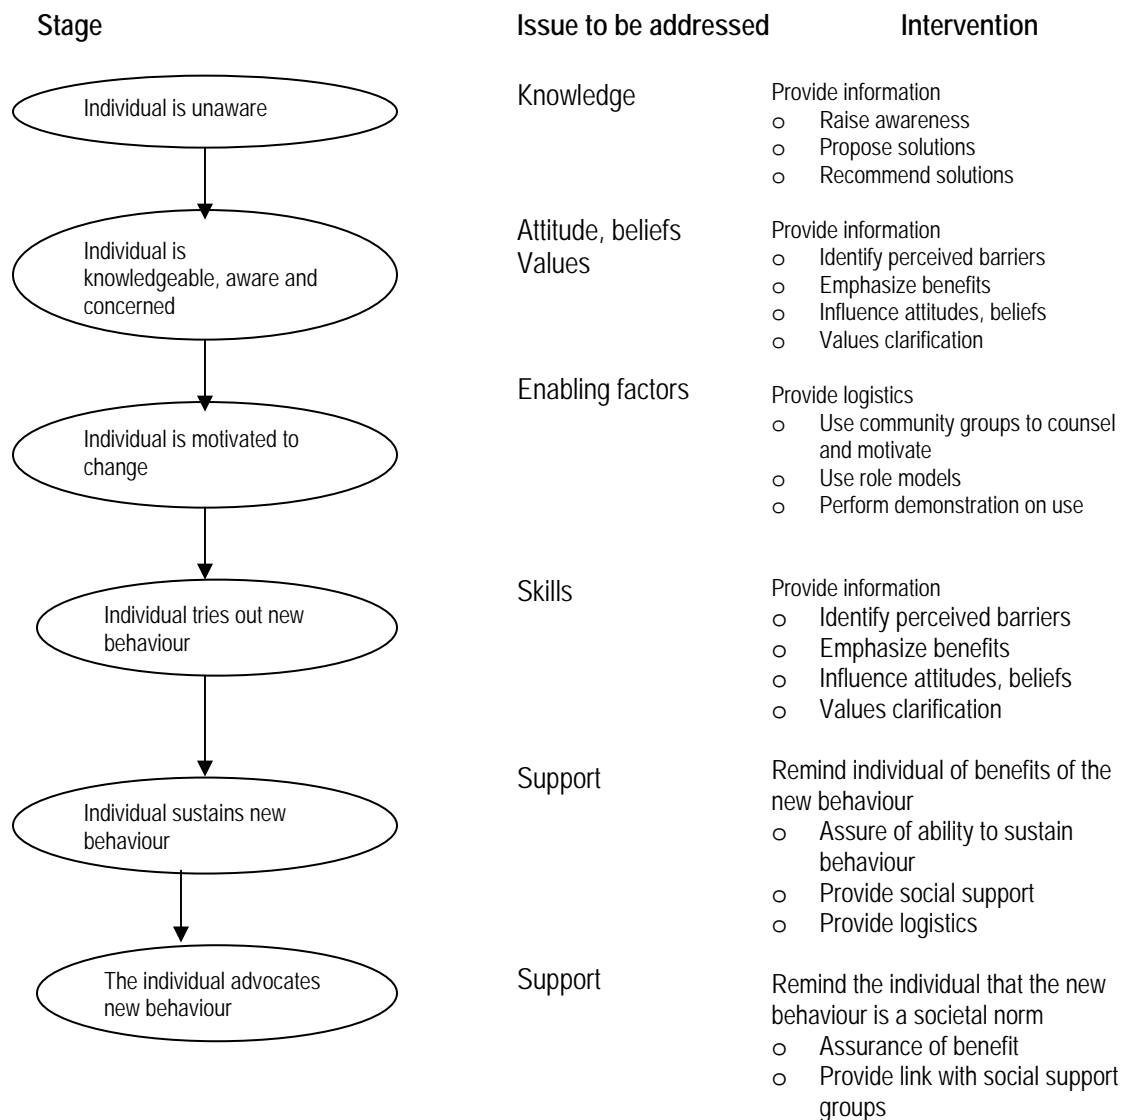 Stage Issue to be addressed Intervention
Individual is unaware
Knowledge
Provide information
o Raise awareness
o Propose solutions
o Recommend solutions
Individual is
knowledgeable, aware and
concerned
Attitude, beliefs
Values
Provide information
o Identify perceived barriers
o Emphasize benefits
o Influence attitudes, beliefs
o Values clarification
Individual is motivated to
change
Enabling factors
Provide logistics
o Use community groups to counsel
and motivate
o Use role models
o Perform demonstration on use
Individual tries out new
behaviour
Skills
Provide information
o Identify perceived barriers
o Emphasize benefits
o Influence attitudes, beliefs
o Values clarification
Individual sustains new
behaviour
Support
Remind individual of benefits of the
new behaviour
o Assure of ability to sustain
behaviour
o Provide social support
o Provide logistics
The individual advocates
new behaviour
Support
Remind the individual that the new
behaviour is a societal norm
o Assurance of benefit
o Provide link with social support
groups